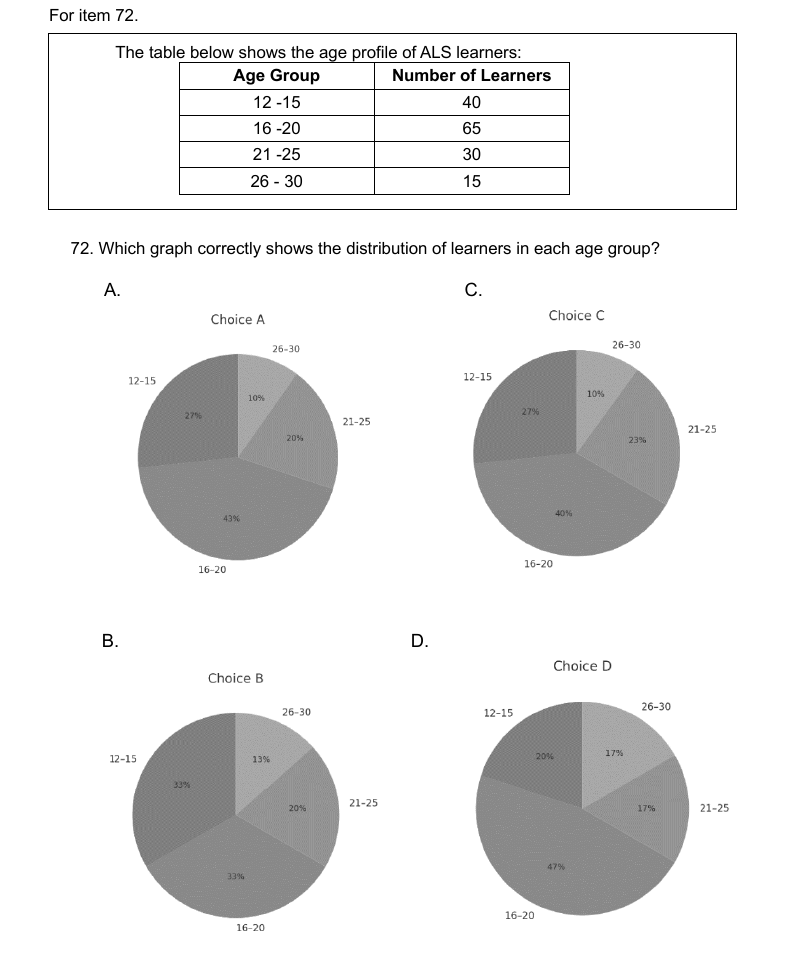 For item 72.
The table below shows the age profile of ALS learners:
Age Group Number of Learners
12 -15 40
16 -20 65
21 -25 30
26 - 30 15
72. Which graph correctly shows the distribution of learners in each age group?
A.
Choice A
26–30
12–15
10%
27%
21–25
20%
43%
16–20
C.
Choice C
26–30
12–15
10%
27%
21–25
23%
40%
16–20
B.
Choice B
26–30
12–15
13%
33%
21–25
20%
33%
16–20
D.
Choice D
26–30
12–15
17%
20%
21–25
17%
47%
16–20